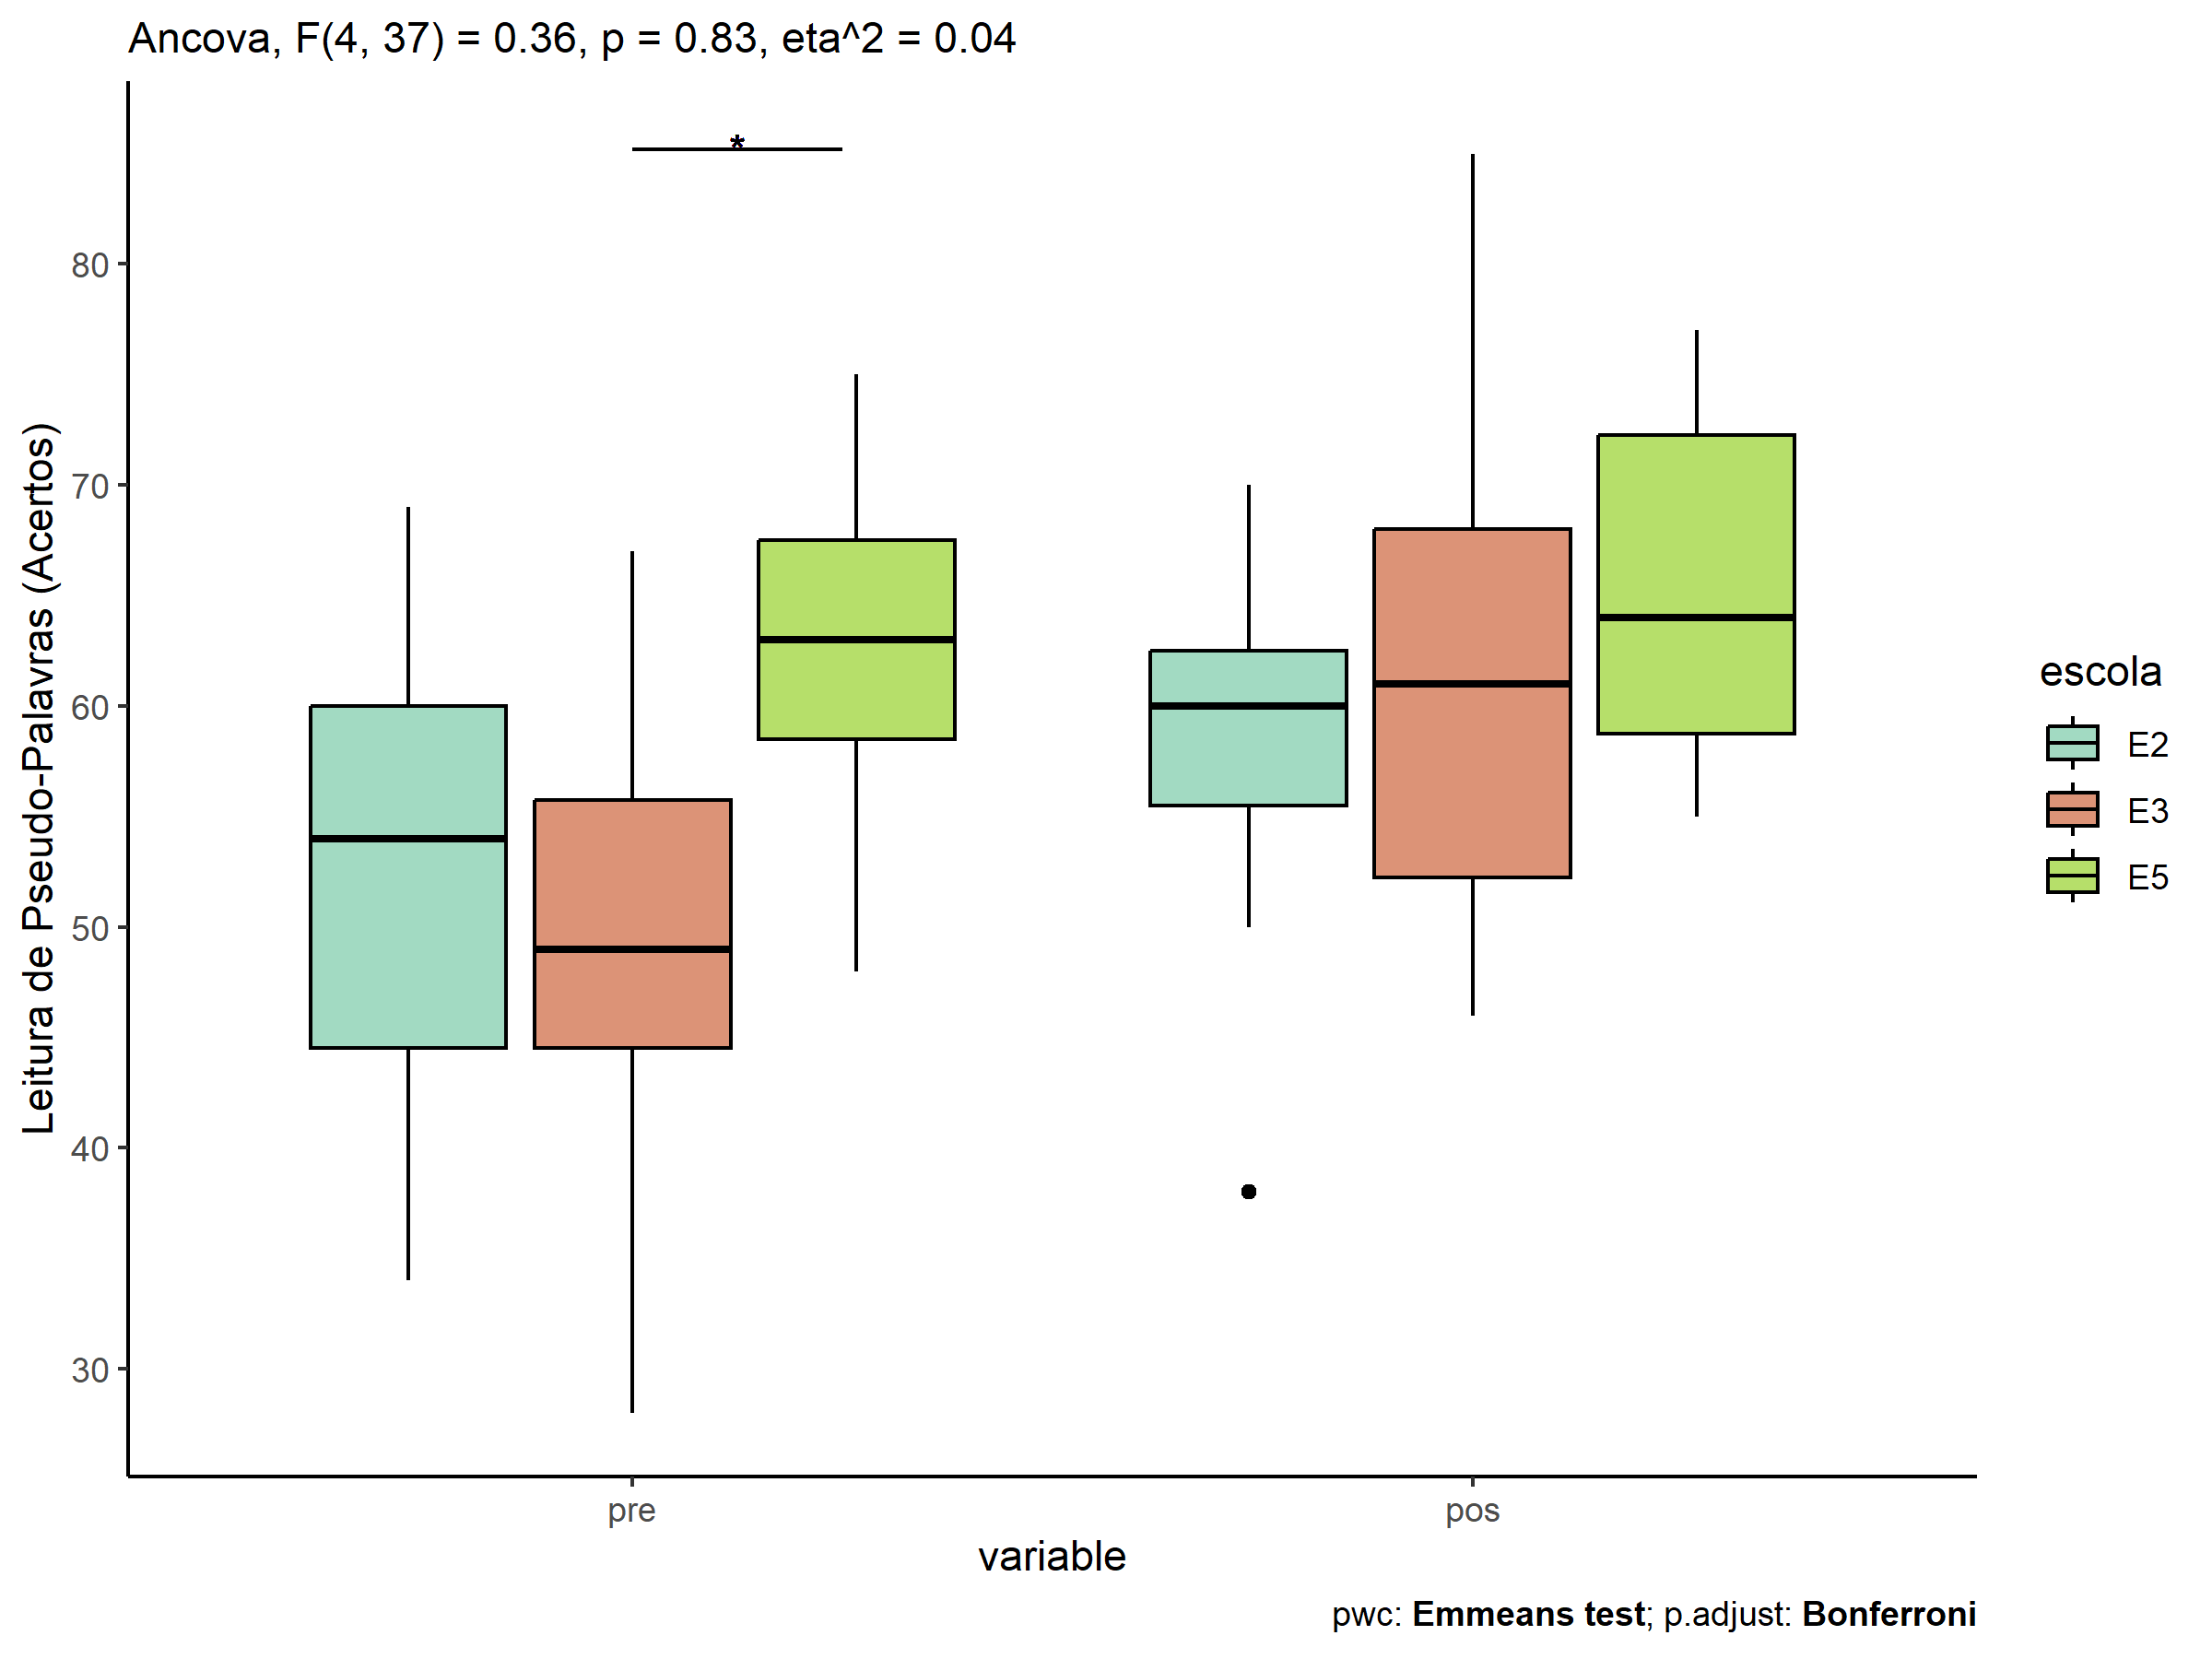 Ancova, F(4, 37) = 0.36, p = 0.83, eta^2 = 0.04
*
Leitura de Pseudo-Palavras (Acertos)
80
70
60
50
40
30
pre
pos
variable
escola
E2
E3
E5
pwc: Emmeans test; p.adjust: Bonferroni